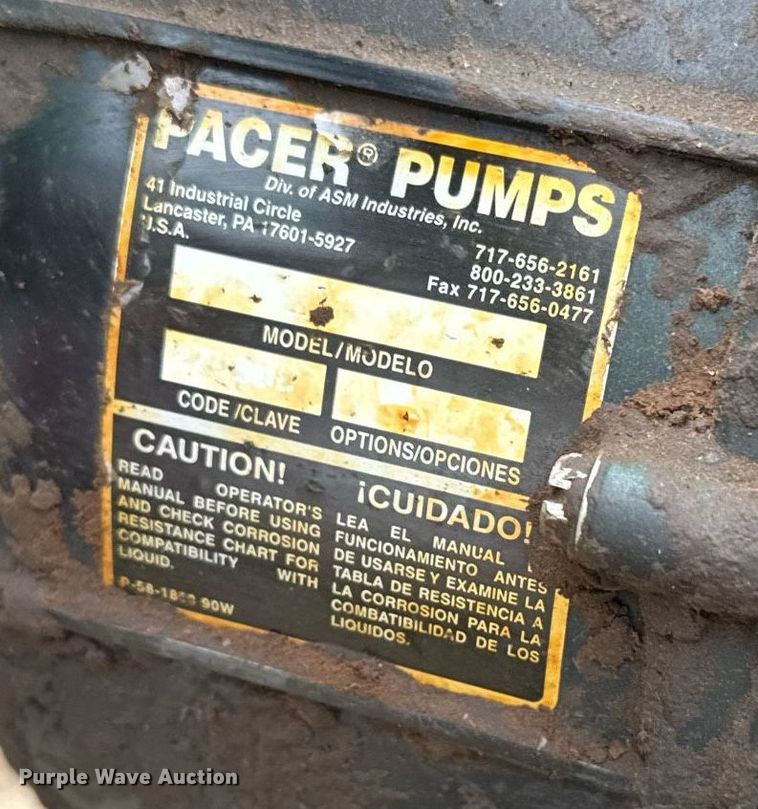 PACER® PUMPS
Div. of ASM Industries, Inc.
41 Industrial Circle
Lancaster, PA 17601-5927
U.S.A.
717-656-2161
800-233-3861
Fax 717-656-0477
MODEL/MODELO
CODE/CLAVE
OPTIONS/OPCIONES
CAUTION!
READ OPERATOR'S
MANUAL BEFORE USING
AND CHECK CORROSION
RESISTANCE CHART FOR
COMPATIBILITY WITH
LIQUID.
¡CUIDADO!
LEA EL MANUAL
FUNCIONAMIENTO ANTES
DE USARSE Y EXAMINE LA
TABLA DE RESISTENCIA A
LA CORROSION PARA LA
COMBATIBILIDAD DE LOS
LIQUIDOS.
90W
Purple Wave Auction